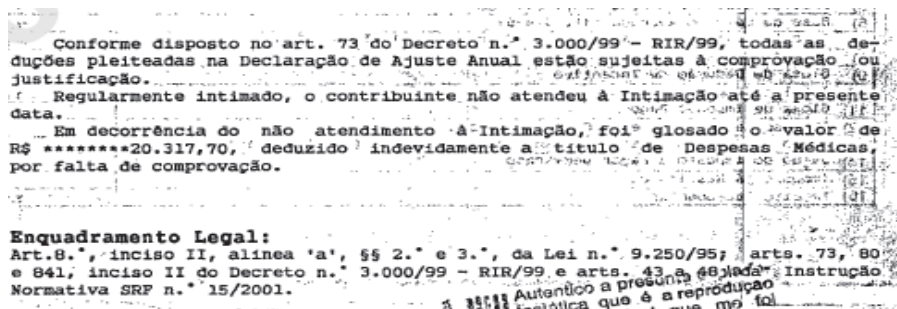 Conforme disposto no art. 73 do Decreto n.º 3.000/99 - RIR/99, todas as de-
duções pleiteadas na Declaração de Ajuste Anual estão sujeitas à comprovação ou
justificação.
Regularmente intimado, o contribuinte não atendeu à Intimação até a presente
data.
Em decorrência do não atendimento à Intimação, foi glosado o valor de
R$ ********20.317,70, deduzido indevidamente a título de Despesas Médicas,
por falta de comprovação.
Enquadramento Legal:
Art.8.º, inciso II, alínea 'a', §§ 2.º e 3.º, da Lei n.º 9.250/95; arts. 73, 80
e 841, inciso II do Decreto n.º 3.000/99 - RIR/99 e arts. 43 a 48 da Instrução
Normativa SRF n.º 15/2001.
Autentico a
que é a reprodução
que me foi